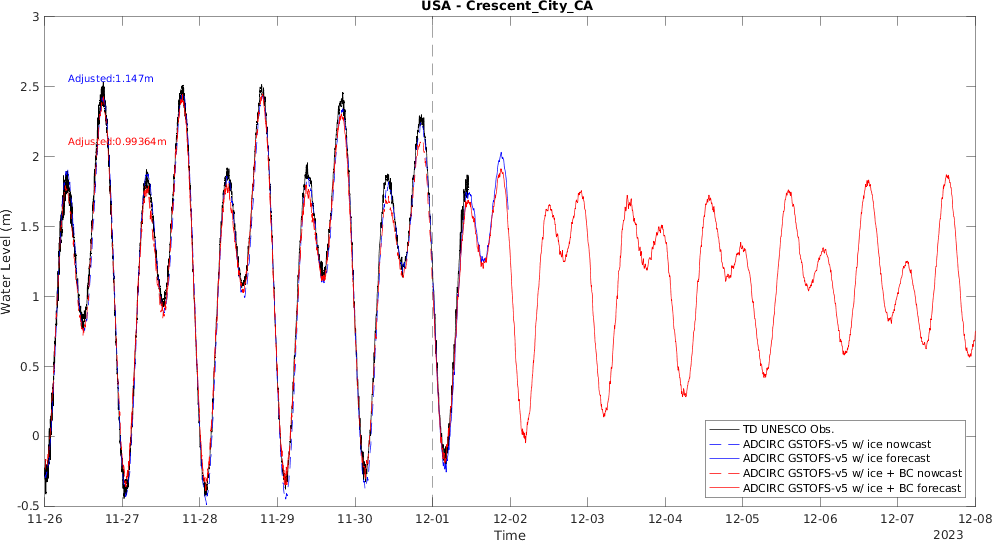 USA - Crescent_City_CA
Adjusted:1.147m
Adjusted:0.99364m
Water Level (m)
3
2.5
2
1.5
1
0.5
0
-0.5
TD UNESCO Obs.
ADCIRC GSTOFS-v5 w/ ice nowcast
ADCIRC GSTOFS-v5 w/ ice forecast
ADCIRC GSTOFS-v5 w/ ice + BC nowcast
ADCIRC GSTOFS-v5 w/ ice + BC forecast
11-26 11-27 11-28 11-29 11-30 12-01 12-02 12-03 12-04 12-05 12-06 12-07 12-08
Time
2023